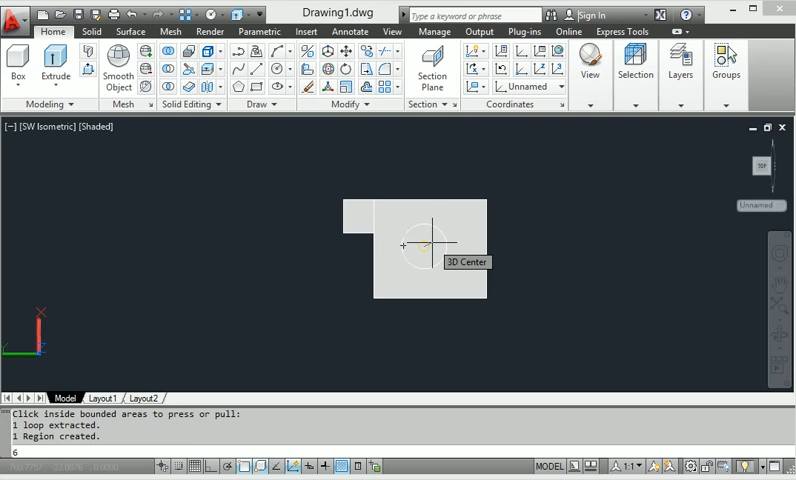 Drawing1.dwg
Type a keyword or phrase
Sign In
Home Solid Surface Mesh Render Parametric Insert Annotate View Manage Output Plug-ins Online Express Tools
Box
Extrude
Smooth
Object
Section
Plane
Unnamed
View
Selection
Layers
Groups
Modeling
Mesh
Solid Editing
Draw
Modify
Section
Coordinates
[−] [SW Isometric] [Shaded]
TOP
Unnamed
3D Center
X
Y
Z
Model Layout1 Layout2
Click inside bounded areas to press or pull:
1 loop extracted.
1 Region created.
6
MODEL
1:1